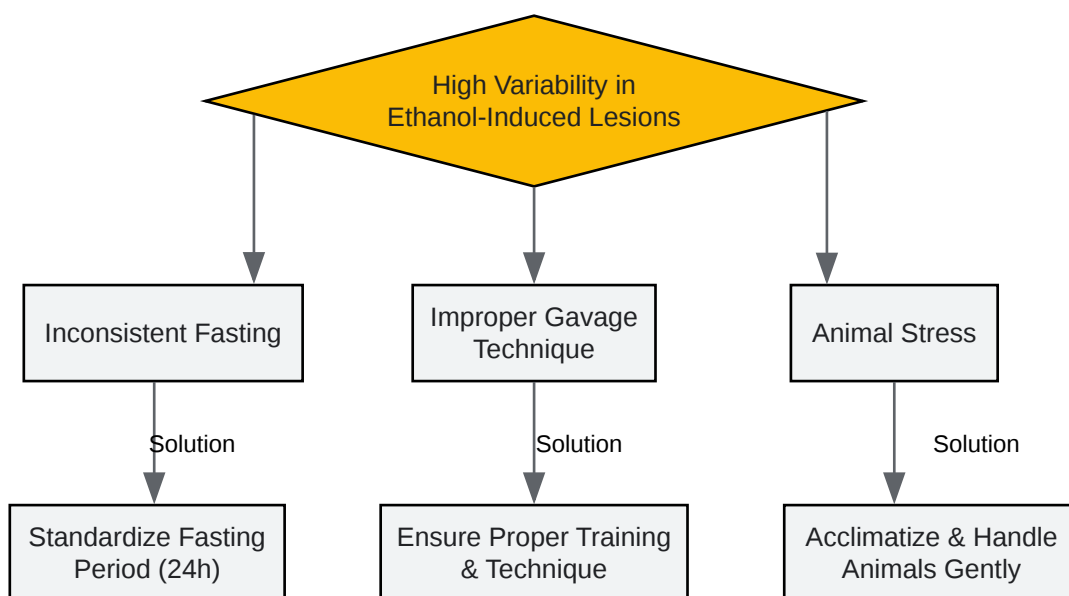 High Variability in
Ethanol-Induced Lesions
Inconsistent Fasting
Improper Gavage
Technique
Animal Stress
Solution
Solution
Solution
Standardize Fasting
Period (24h)
Ensure Proper Training
& Technique
Acclimatize & Handle
Animals Gently